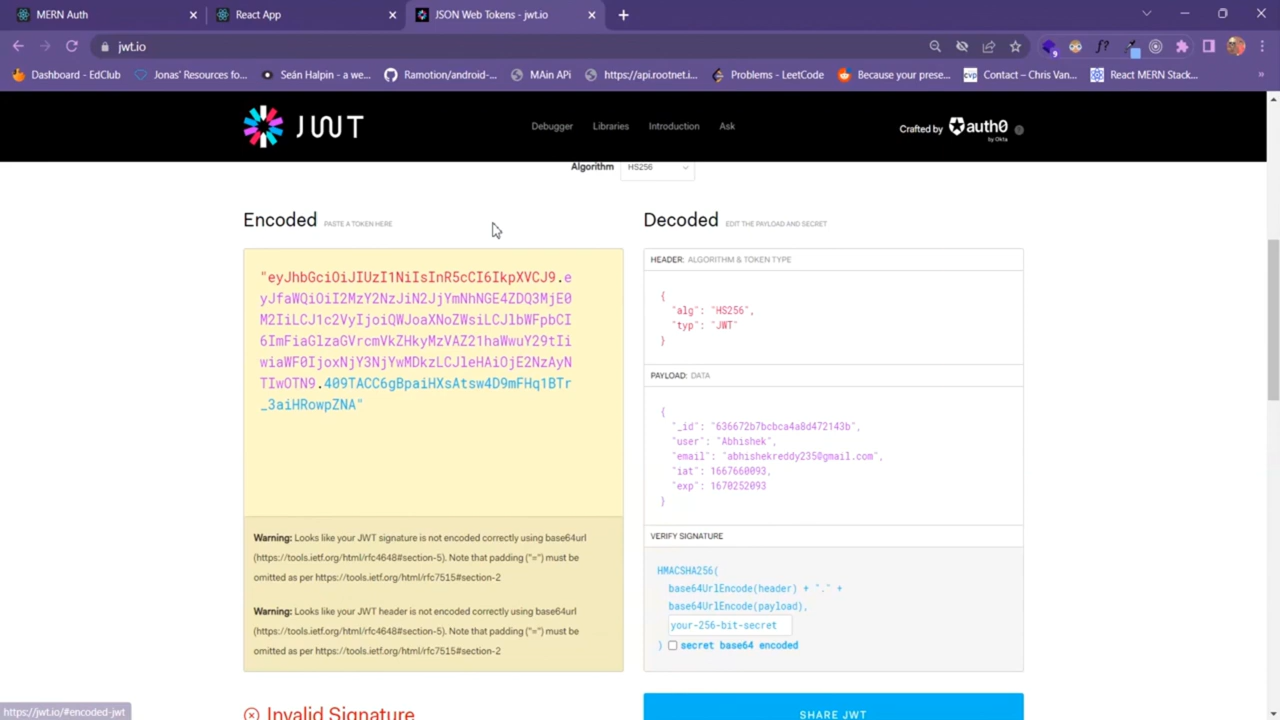 MERN Auth
React App
JSON Web Tokens - jwt.io
jwt.io
Dashboard - EdClub
Jonas' Resources fo...
Seán Halpin - a we...
Ramotion/android-...
MAin APi
https://api.rootnet.i...
Problems - LeetCode
Because your prese...
Contact – Chris Van...
React MERN Stack...
JWT
Debugger
Libraries
Introduction
Ask
Crafted by auth0
by Okta
Algorithm HS256
Encoded PASTE A TOKEN HERE
"eyJhbGciOiJIUzI1NiIsInR5cCI6IkpXVCJ9.e
yJfaWQiOiI2MzY2NzJiN2JjYmNhNGE4ZDQ3MjE0
M2IiLCJ1c2VyIjoiQWJoaXNoZWsiLCJlbWFpbCI
6ImFiaGlzaGVrcmVkZHkyMzVAZ21haWwuY29tIi
wiaWF0IjoxNjY3NjYwMDkzLCJleHAiOjE2NzAyN
TIwOTN9.409TACC6gBpaiHXsAtsw4D9mFHq1BTr
_3aiHRowpZNA"
Warning: Looks like your JWT signature is not encoded correctly using base64url
(https://tools.ietf.org/html/rfc4648#section-5). Note that padding ("=") must be
omitted as per https://tools.ietf.org/html/rfc7515#section-2
Warning: Looks like your JWT header is not encoded correctly using base64url
(https://tools.ietf.org/html/rfc4648#section-5). Note that padding ("=") must be
omitted as per https://tools.ietf.org/html/rfc7515#section-2
Invalid Signature
Decoded EDIT THE PAYLOAD AND SECRET
HEADER: ALGORITHM & TOKEN TYPE
{
"alg": "HS256",
"typ": "JWT"
}
PAYLOAD: DATA
{
"_id": "636672b7bcbca4a8d472143b",
"user": "Abhishek",
"email": "abhishekreddy235@gmail.com",
"iat": 1667660093,
"exp": 1670252093
}
VERIFY SIGNATURE
HMACSHA256(
base64UrlEncode(header) + "." +
base64UrlEncode(payload),
your-256-bit-secret
) secret base64 encoded
SHARE JWT
https://jwt.io/#encoded-jwt